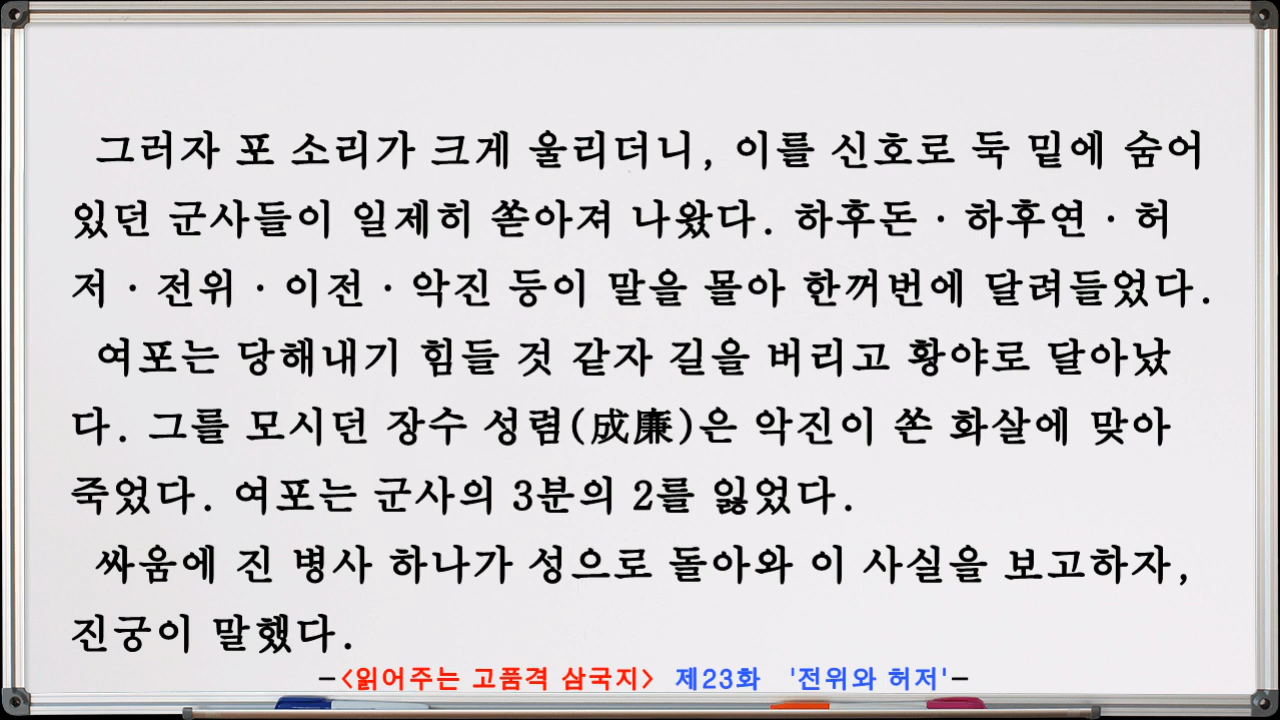 그러자 포 소리가 크게 울리더니, 이를 신호로 둑 밑에 숨어
있던 군사들이 일제히 쏟아져 나왔다. 하후돈 · 하후연 · 허
저 · 전위 · 이전 · 악진 등이 말을 몰아 한꺼번에 달려들었다.
여포는 당해내기 힘들 것 같자 길을 버리고 황야로 달아났
다. 그를 모시던 장수 성렴(成廉)은 악진이 쏜 화살에 맞아
죽었다. 여포는 군사의 3분의 2를 잃었다.
싸움에 진 병사 하나가 성으로 돌아와 이 사실을 보고하자,
진궁이 말했다.
-<읽어주는 고품격 삼국지> 제23화 '전위와 허저'-